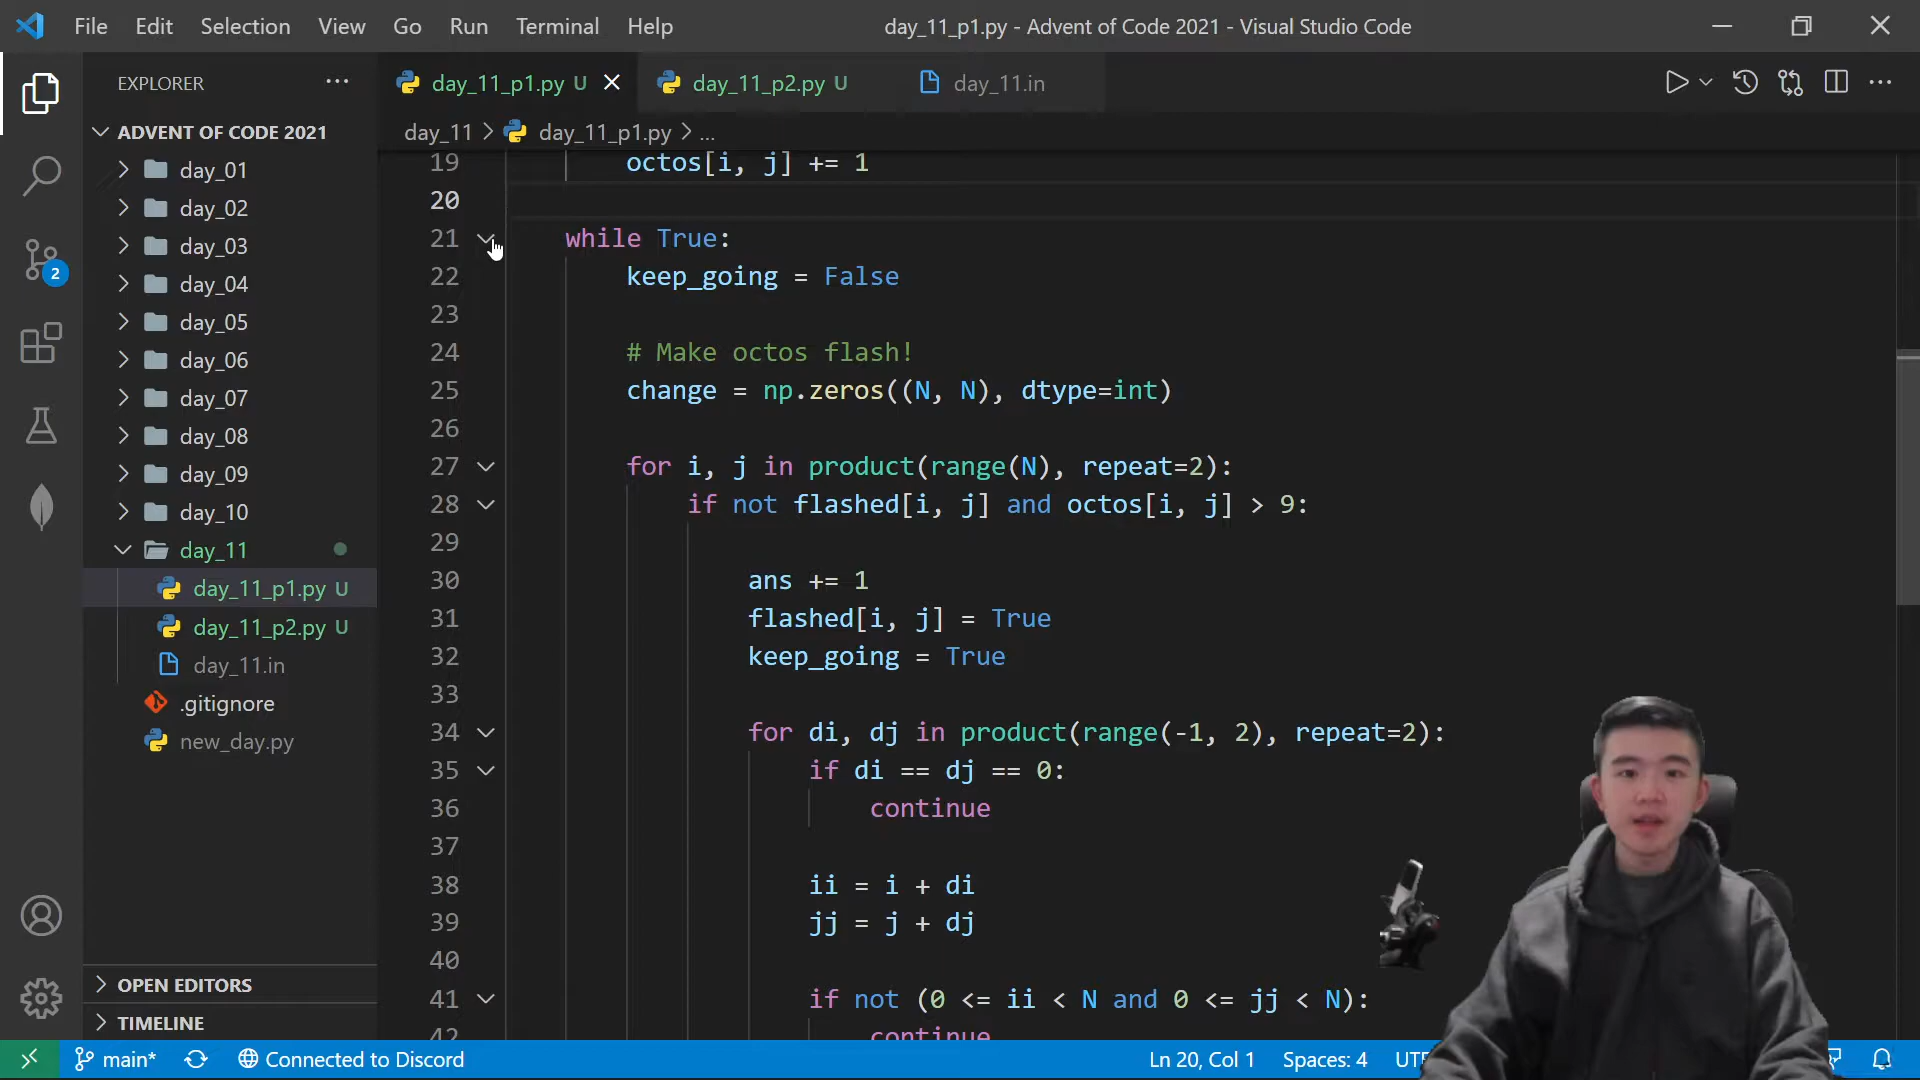 File Edit Selection View Go Run Terminal Help
day_11_p1.py - Advent of Code 2021 - Visual Studio Code
EXPLORER
day_11_p1.py U
day_11_p2.py U
day_11.in
ADVENT OF CODE 2021
day_11 > day_11_p1.py > ...
day_01
day_02
day_03
day_04
day_05
day_06
day_07
day_08
day_09
day_10
day_11
day_11_p1.py U
day_11_p2.py U
day_11.in
.gitignore
new_day.py
OPEN EDITORS
TIMELINE
2
19 octos[i, j] += 1
20
21 while True:
22 keep_going = False
23
24 # Make octos flash!
25 change = np.zeros((N, N), dtype=int)
26
27 for i, j in product(range(N), repeat=2):
28 if not flashed[i, j] and octos[i, j] > 9:
29
30 ans += 1
31 flashed[i, j] = True
32 keep_going = True
33
34 for di, dj in product(range(-1, 2), repeat=2):
35 if di == dj == 0:
36 continue
37
38 ii = i + di
39 jj = j + dj
40
41 if not (0 <= ii < N and 0 <= jj < N):
42 continue
main* Connected to Discord Ln 20, Col 1 Spaces: 4